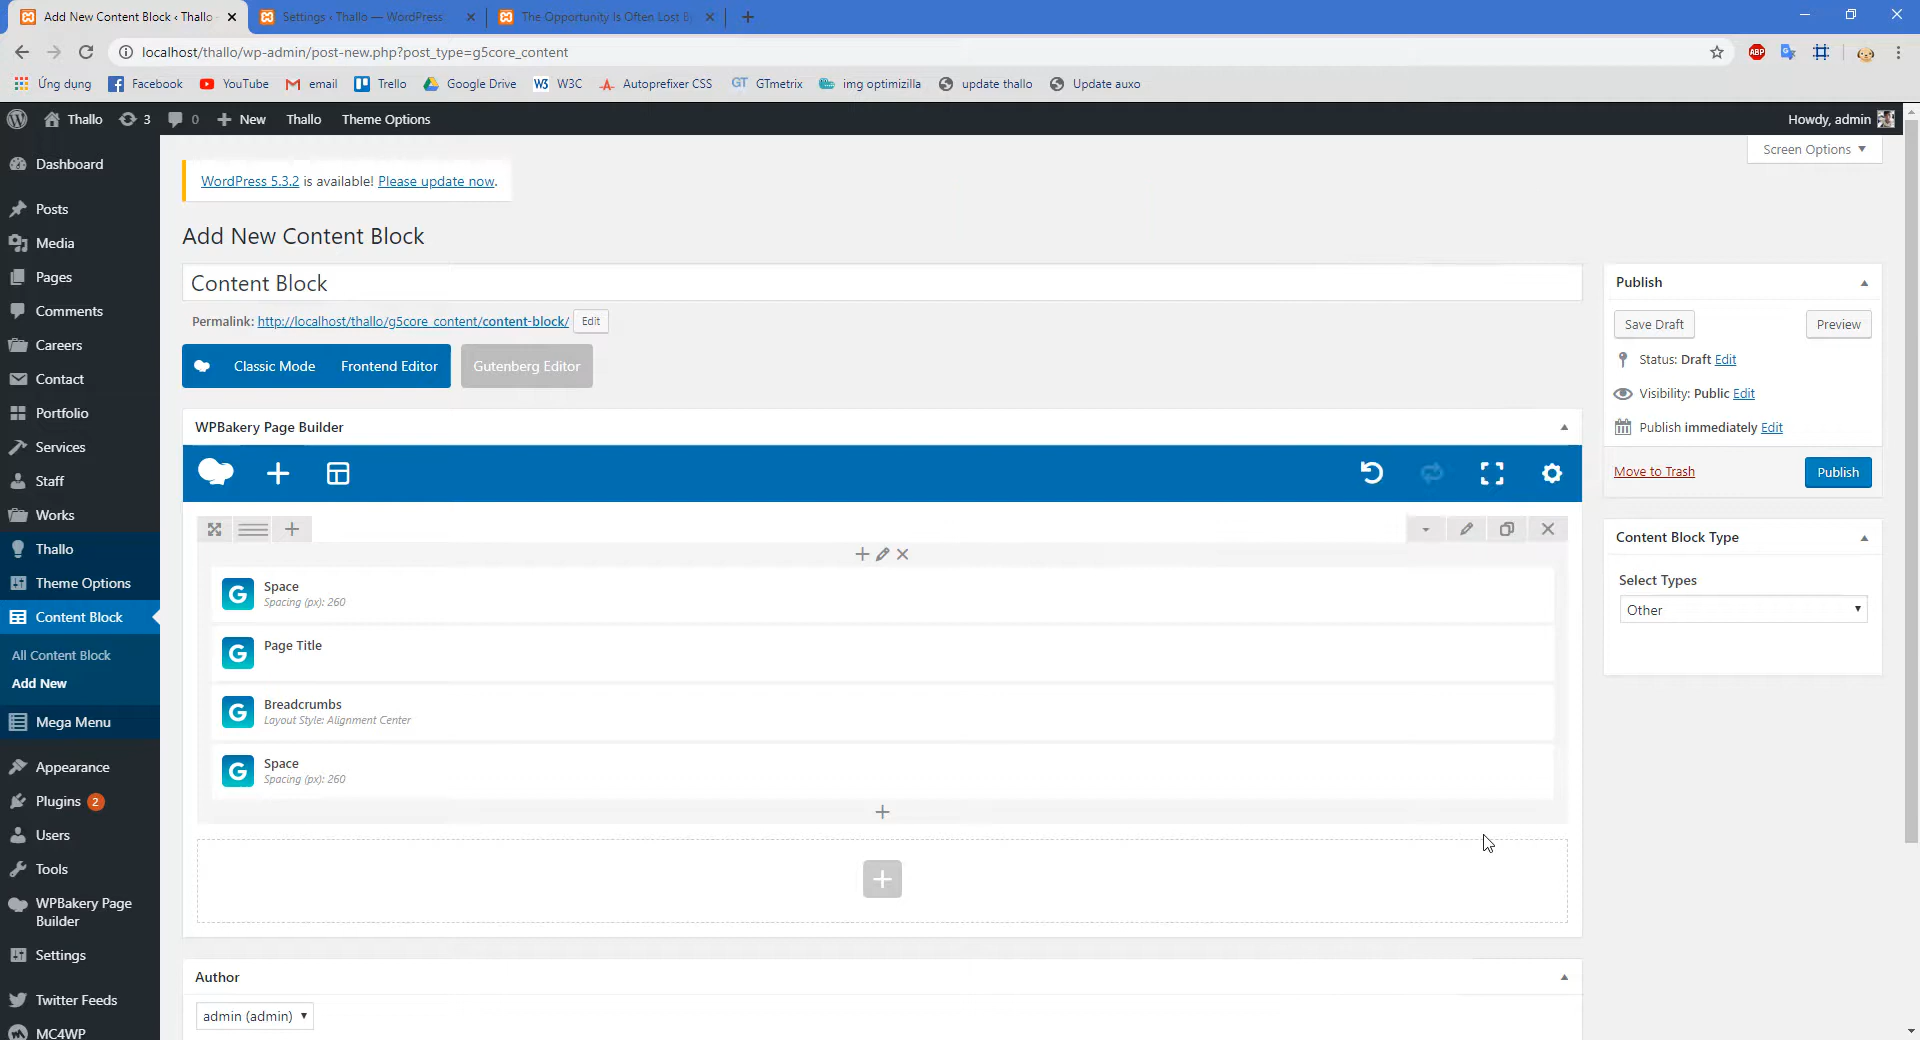 Add New Content Block ‹ Thallo
Settings ‹ Thallo — WordPress
The Opportunity Is Often Lost B
localhost/thallo/wp-admin/post-new.php?post_type=g5core_content
ABP
Ứng dụng
Facebook
YouTube
email
Trello
Google Drive
W3C
Autoprefixer CSS
GT GTmetrix
img optimizilla
update thallo
Update auxo
Thallo
3
0
New
Thallo
Theme Options
Howdy, admin
Screen Options
Dashboard
Posts
Media
Pages
Comments
Careers
Contact
Portfolio
Services
Staff
Works
Thallo
Theme Options
Content Block
All Content Block
Add New
Mega Menu
Appearance
Plugins 2
Users
Tools
WPBakery Page
Builder
Settings
Twitter Feeds
MC4WP
WordPress 5.3.2 is available! Please update now.
Add New Content Block
Content Block
Permalink: http://localhost/thallo/g5core_content/content-block/ Edit
Classic Mode
Frontend Editor
Gutenberg Editor
WPBakery Page Builder
Space
Spacing (px): 260
Page Title
Breadcrumbs
Layout Style: Alignment Center
Space
Spacing (px): 260
Author
admin (admin)
Publish
Save Draft
Preview
Status: Draft Edit
Visibility: Public Edit
Publish immediately Edit
Move to Trash
Publish
Content Block Type
Select Types
Other